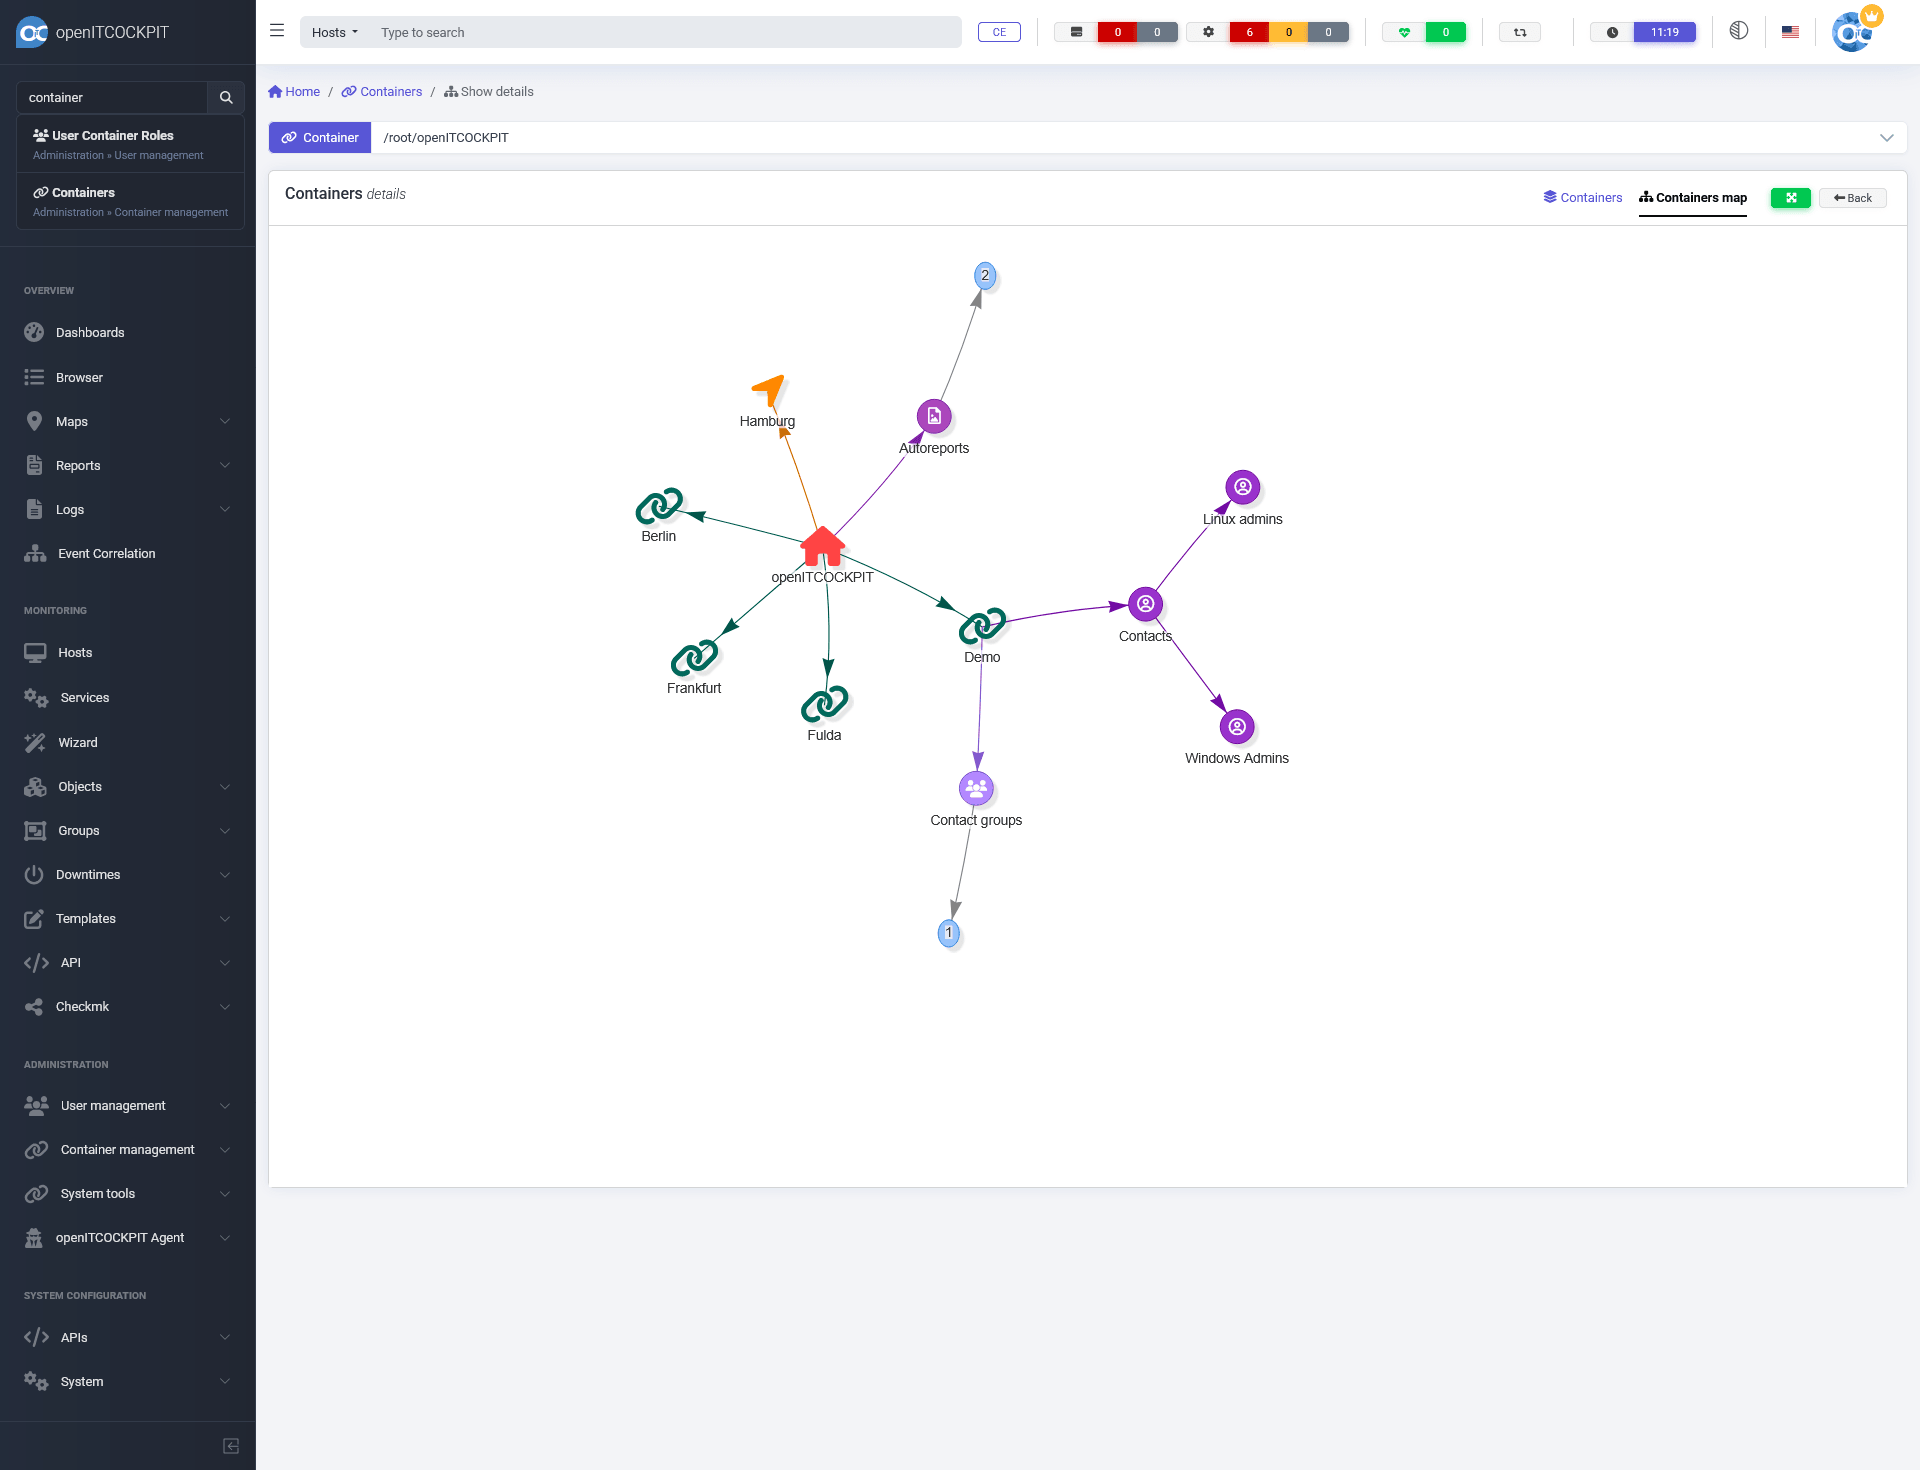 openITCOCKPIT
Hosts
Type to search
CE
0
0
6
0
0
0
11:19
container
User Container Roles
Administration » User management
Containers
Administration » Container management
OVERVIEW
Dashboards
Browser
Maps
Reports
Logs
Event Correlation
MONITORING
Hosts
Services
Wizard
Objects
Groups
Downtimes
Templates
API
Checkmk
ADMINISTRATION
User management
Container management
System tools
openITCOCKPIT Agent
SYSTEM CONFIGURATION
APIs
System
Home / Containers / Show details
Container
/root/openITCOCKPIT
Containers details
Containers
Containers map
Back
2
Hamburg
Autoreports
Linux admins
Berlin
openITCOCKPIT
Contacts
Demo
Frankfurt
Fulda
Windows Admins
Contact groups
1